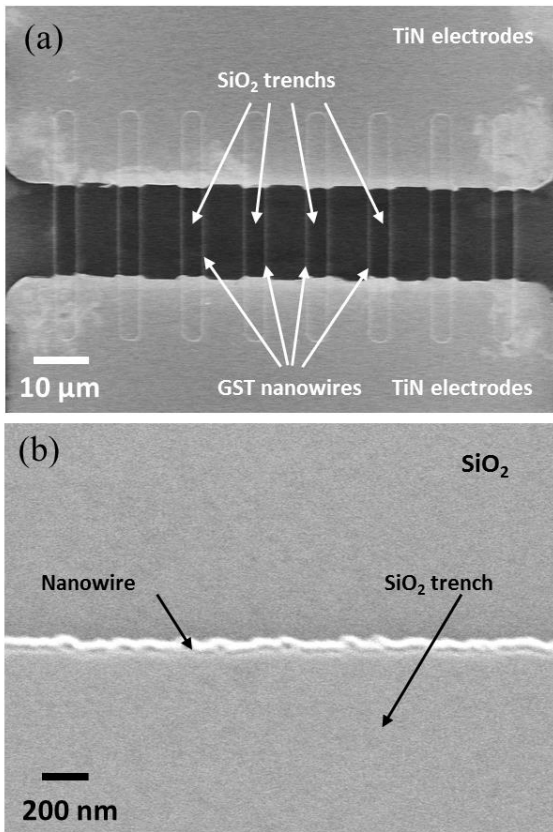 (a)
TiN electrodes
SiO₂ trenchs
10 µm
GST nanowires
TiN electrodes
(b)
SiO₂
Nanowire
SiO₂ trench
200 nm